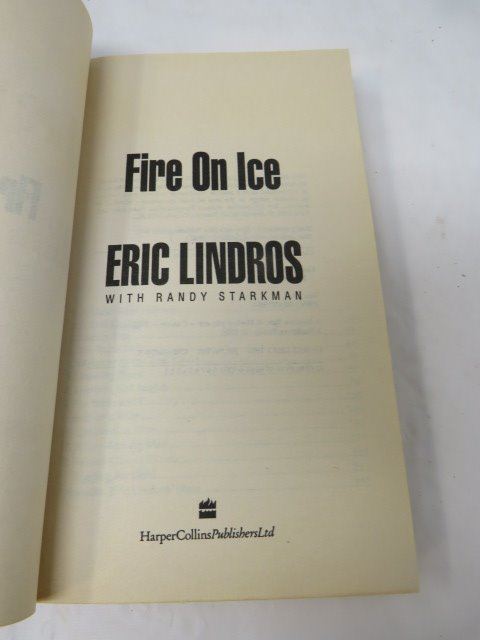 Fire On Ice
ERIC LINDROS
WITH RANDY STARKMAN
HarperCollinsPublishersLtd